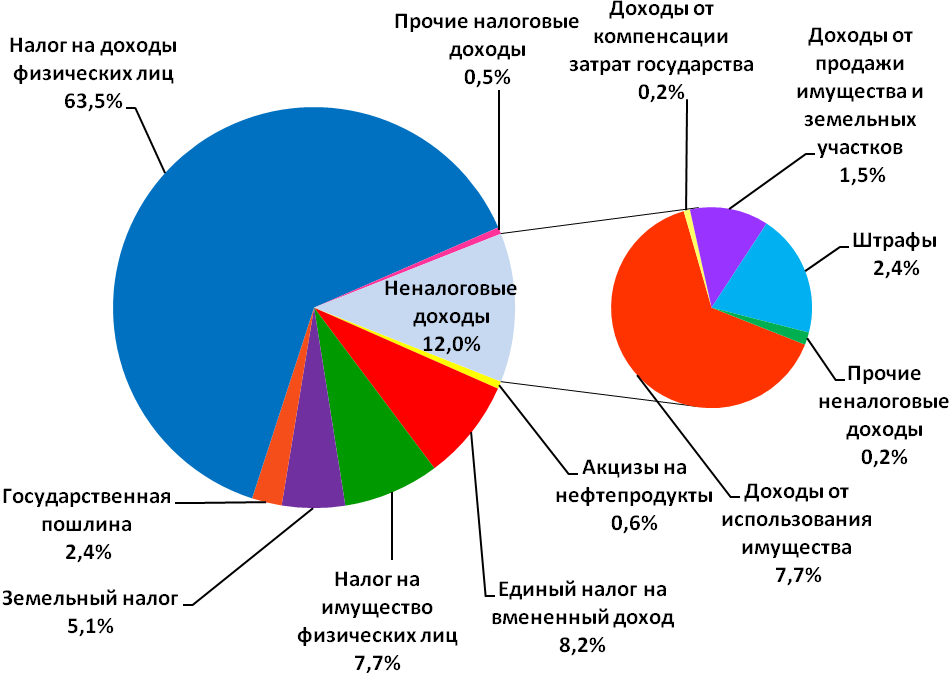 Налог на доходы
физических лиц
63,5%
Прочие налоговые
доходы
0,5%
Доходы от
компенсации
затрат государства
0,2%
Доходы от
продажи
имущества и
земельных
участков
1,5%
Штрафы
2,4%
Неналоговые
доходы
12,0%
Прочие
неналоговые
доходы
0,2%
Акцизы на
нефтепродукты
0,6%
Доходы от
использования
имущества
7,7%
Государственная
пошлина
2,4%
Земельный налог
5,1%
Налог на
имущество
физических лиц
7,7%
Единый налог на
вмененный доход
8,2%